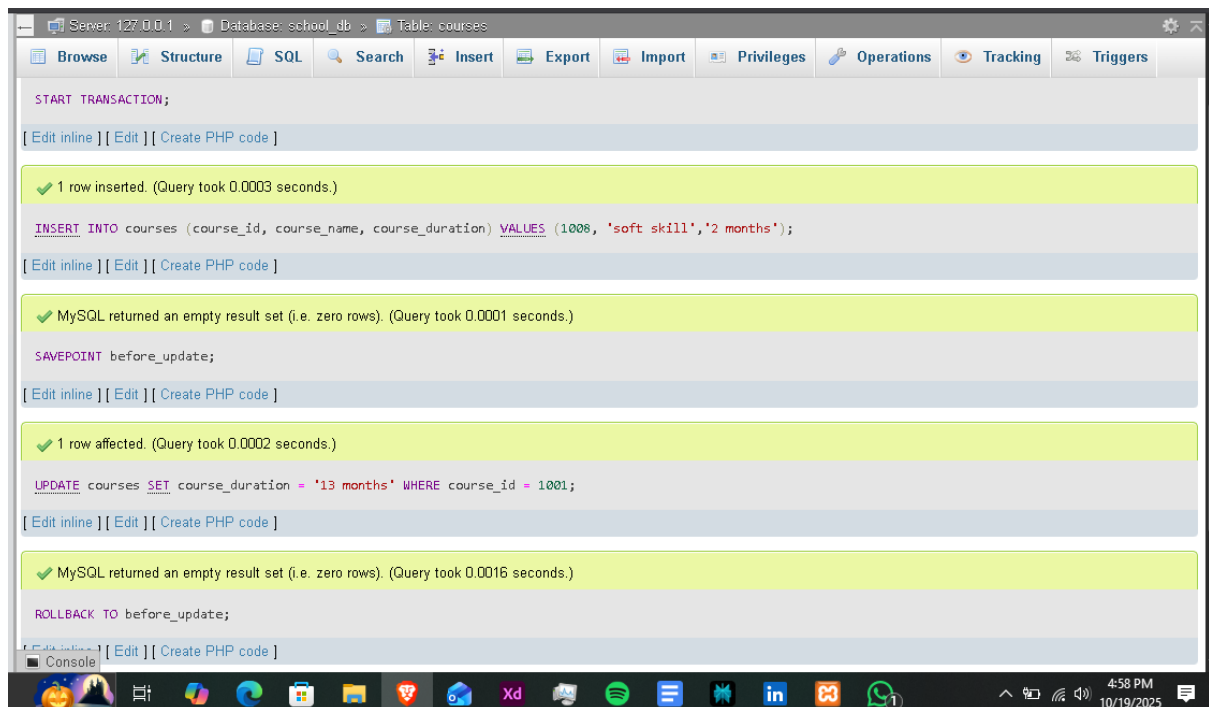 Server: 127.0.0.1 » Database: school_db » Table: courses
Browse Structure SQL Search Insert Export Import Privileges Operations Tracking Triggers
START TRANSACTION;
[ Edit inline ] [ Edit ] [ Create PHP code ]
1 row inserted. (Query took 0.0003 seconds.)
INSERT INTO courses (course_id, course_name, course_duration) VALUES (1008, 'soft skill','2 months');
[ Edit inline ] [ Edit ] [ Create PHP code ]
MySQL returned an empty result set (i.e. zero rows). (Query took 0.0001 seconds.)
SAVEPOINT before_update;
[ Edit inline ] [ Edit ] [ Create PHP code ]
1 row affected. (Query took 0.0002 seconds.)
UPDATE courses SET course_duration = '13 months' WHERE course_id = 1001;
[ Edit inline ] [ Edit ] [ Create PHP code ]
MySQL returned an empty result set (i.e. zero rows). (Query took 0.0016 seconds.)
ROLLBACK TO before_update;
[ Edit inline ] [ Edit ] [ Create PHP code ]
Console
Xd in 1 4:58 PM
10/19/2025